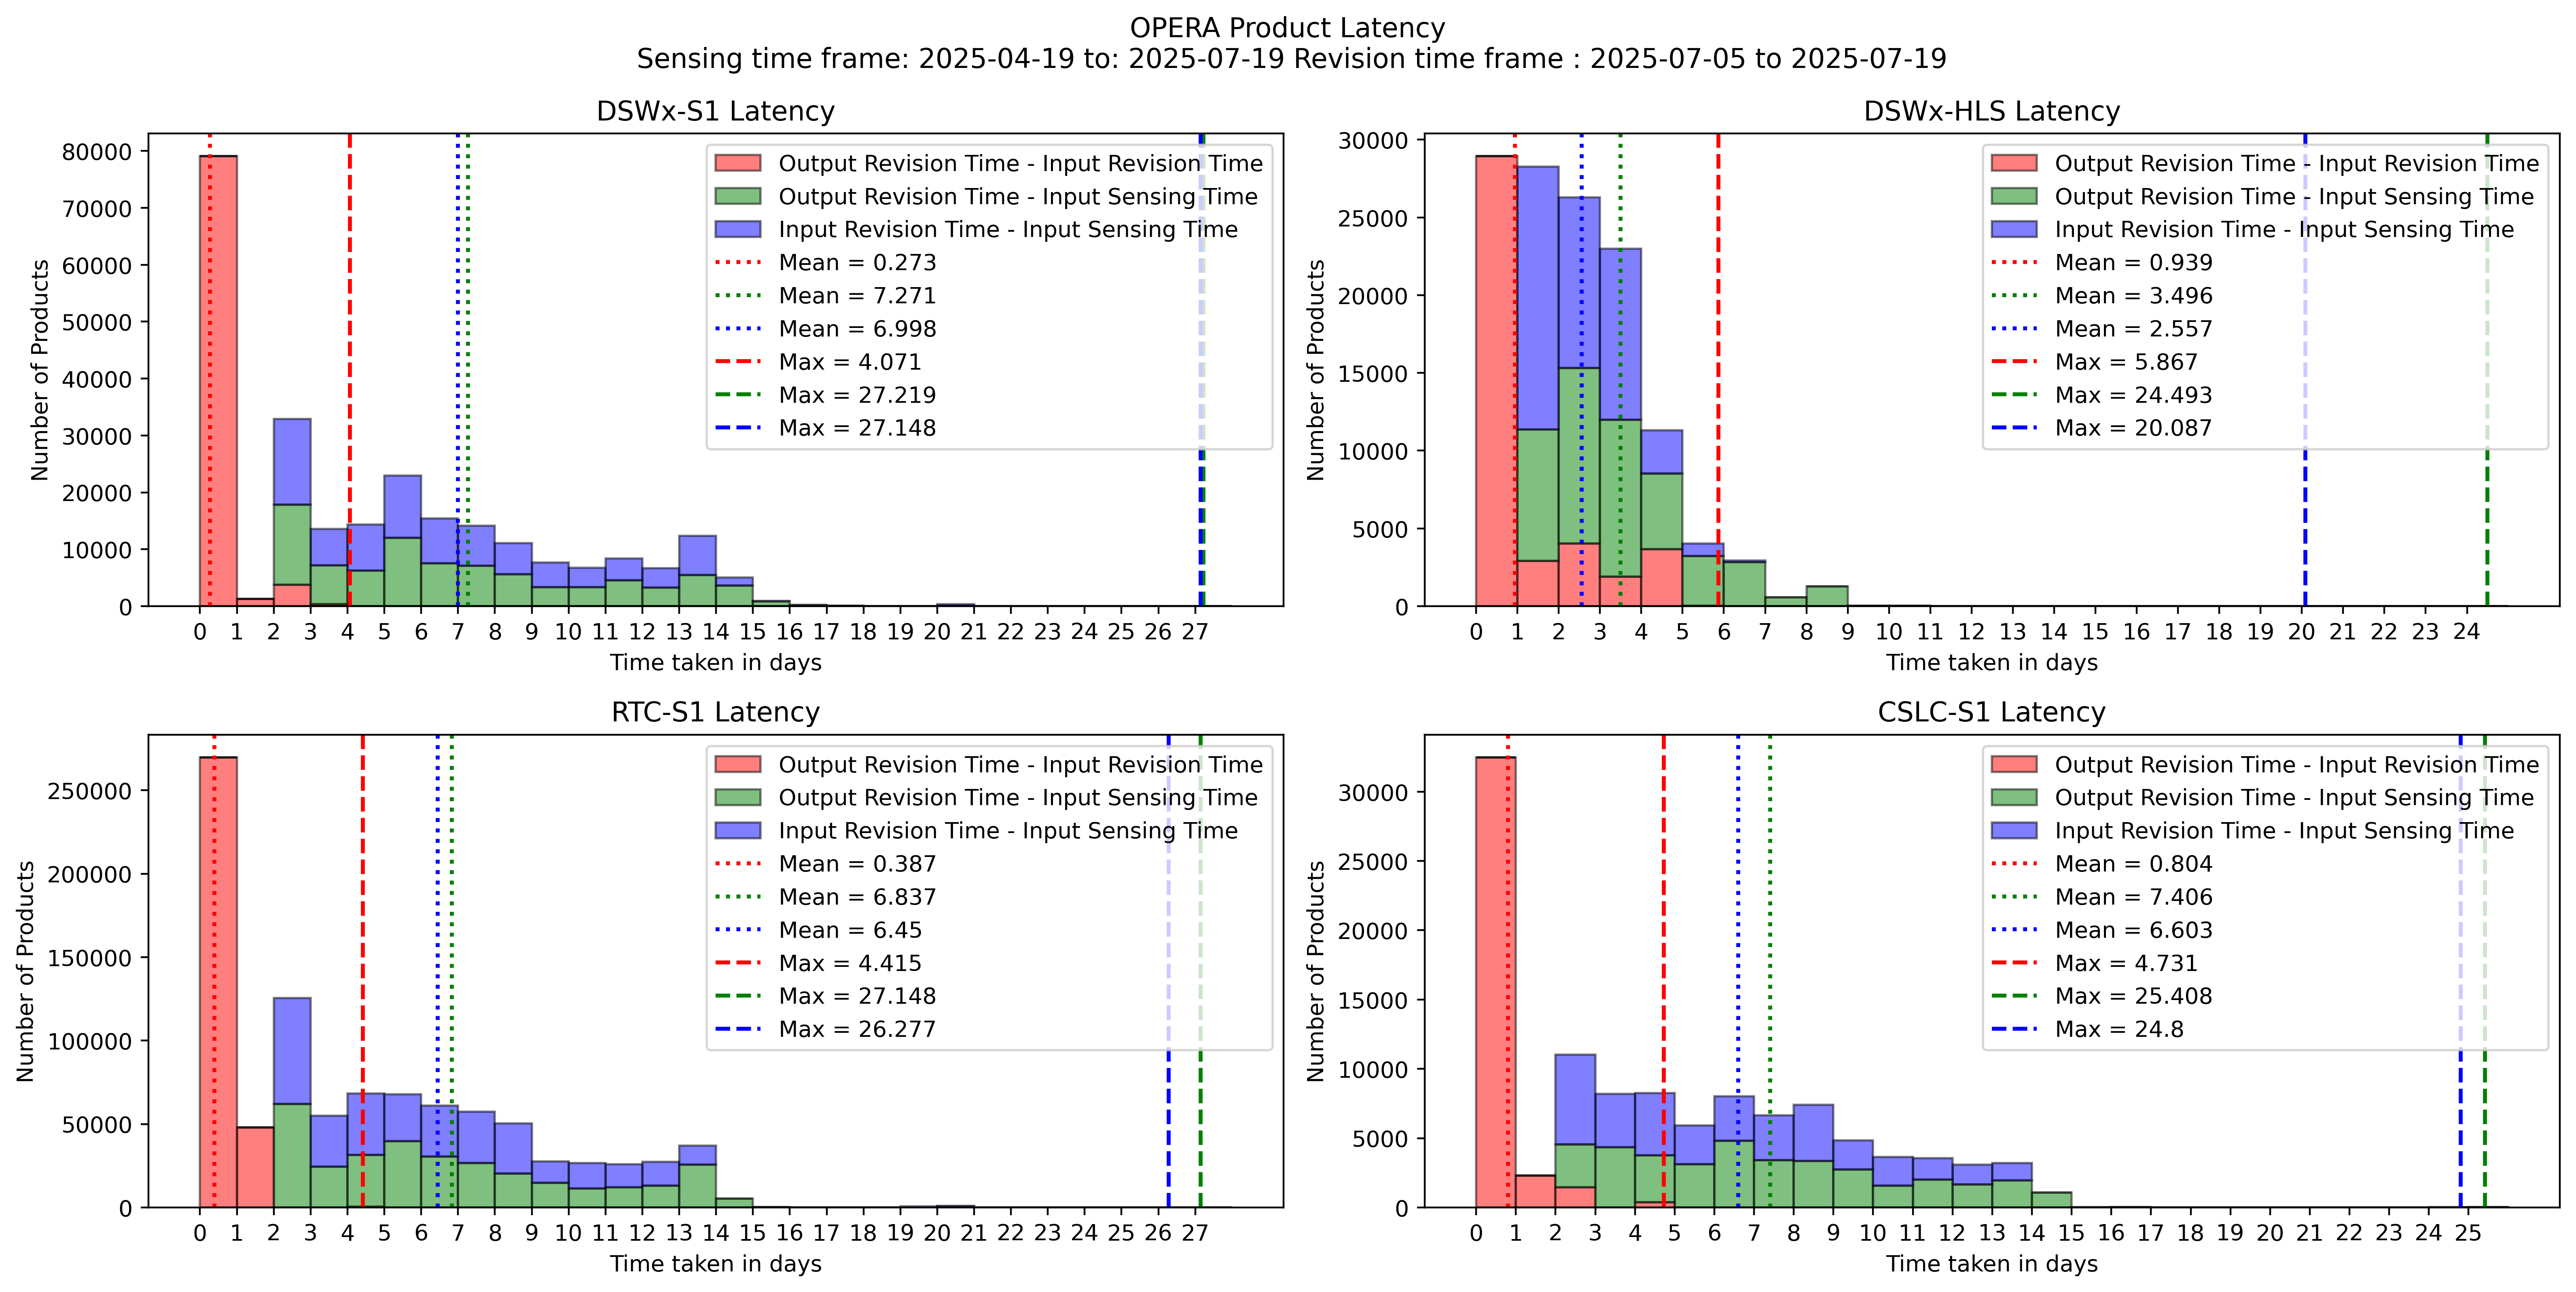 OPERA Product Latency
Sensing time frame: 2025-04-19 to: 2025-07-19 Revision time frame : 2025-07-05 to 2025-07-19
DSWx-S1 Latency
Number of Products
80000
70000
60000
50000
40000
30000
20000
10000
0
Output Revision Time - Input Revision Time
Output Revision Time - Input Sensing Time
Input Revision Time - Input Sensing Time
Mean = 0.273
Mean = 7.271
Mean = 6.998
Max = 4.071
Max = 27.219
Max = 27.148
0 1 2 3 4 5 6 7 8 9 10 11 12 13 14 15 16 17 18 19 20 21 22 23 24 25 26 27
Time taken in days
DSWx-HLS Latency
Number of Products
30000
25000
20000
15000
10000
5000
0
Output Revision Time - Input Revision Time
Output Revision Time - Input Sensing Time
Input Revision Time - Input Sensing Time
Mean = 0.939
Mean = 3.496
Mean = 2.557
Max = 5.867
Max = 24.493
Max = 20.087
0 1 2 3 4 5 6 7 8 9 10 11 12 13 14 15 16 17 18 19 20 21 22 23 24
Time taken in days
RTC-S1 Latency
Number of Products
250000
200000
150000
100000
50000
0
Output Revision Time - Input Revision Time
Output Revision Time - Input Sensing Time
Input Revision Time - Input Sensing Time
Mean = 0.387
Mean = 6.837
Mean = 6.45
Max = 4.415
Max = 27.148
Max = 26.277
0 1 2 3 4 5 6 7 8 9 10 11 12 13 14 15 16 17 18 19 20 21 22 23 24 25 26 27
Time taken in days
CSLC-S1 Latency
Number of Products
30000
25000
20000
15000
10000
5000
0
Output Revision Time - Input Revision Time
Output Revision Time - Input Sensing Time
Input Revision Time - Input Sensing Time
Mean = 0.804
Mean = 7.406
Mean = 6.603
Max = 4.731
Max = 25.408
Max = 24.8
0 1 2 3 4 5 6 7 8 9 10 11 12 13 14 15 16 17 18 19 20 21 22 23 24 25
Time taken in days